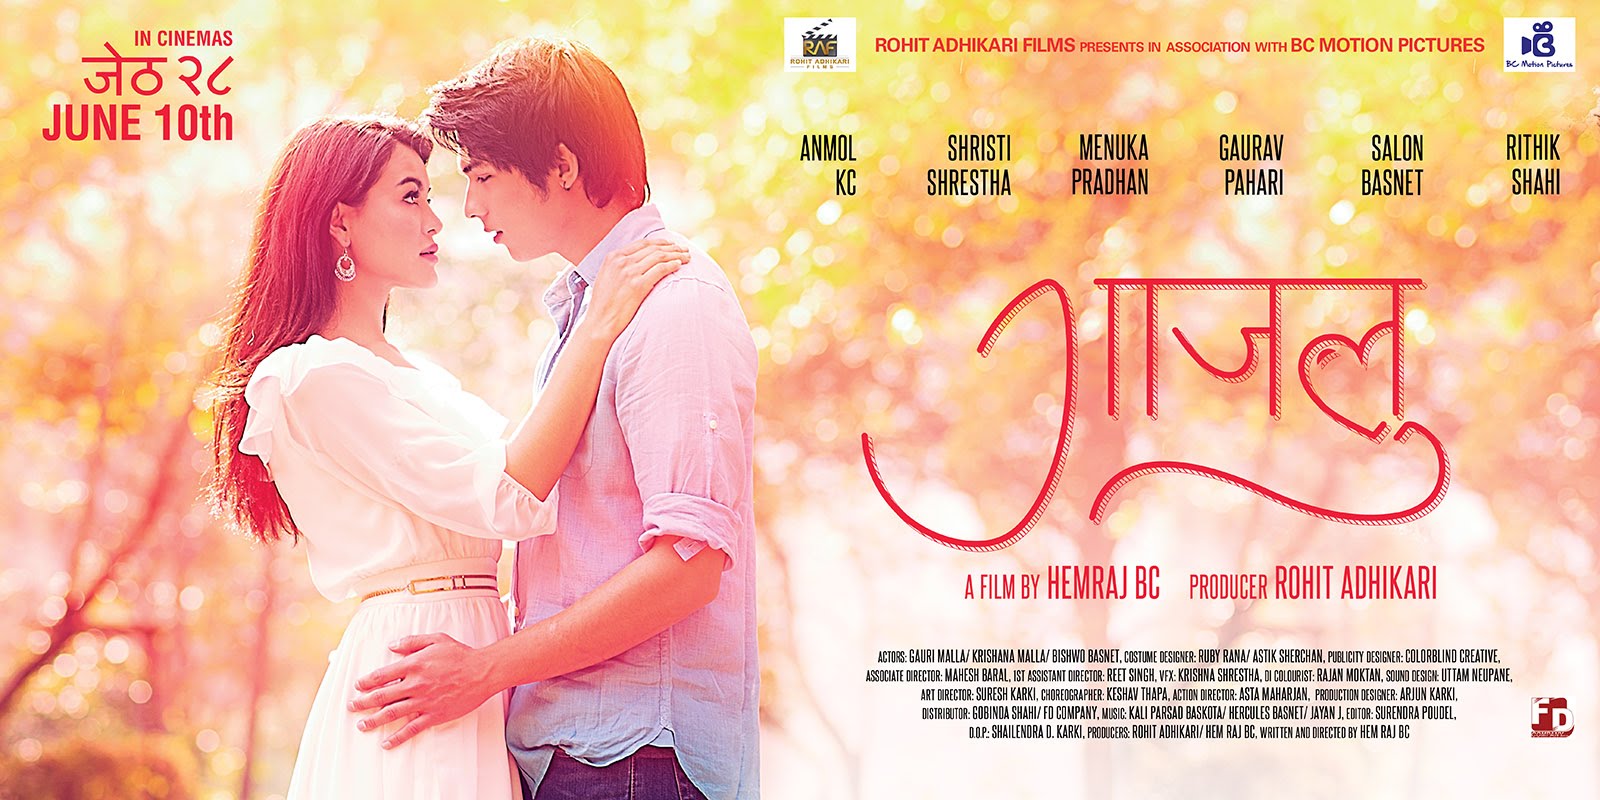 IN CINEMAS
जेठ २८
JUNE 10th
RAF
ROHIT ADHIKARI
FILMS
ROHIT ADHIKARI FILMS PRESENTS IN ASSOCIATION WITH BC MOTION PICTURES
BC Motion Pictures
ANMOL KC
SHRISTI SHRESTHA
MENUKA PRADHAN
GAURAV PAHARI
SALON BASNET
RITHIK SHAHI
गाजलु
A FILM BY HEMRAJ BC PRODUCER ROHIT ADHIKARI
ACTORS: GAURI MALLA/ KRISHANA MALLA/ BISHWO BASNET, COSTUME DESIGNER: RUBY RANA/ ASTIK SHERCHAN, PUBLICITY DESIGNER: COLORBLIND CREATIVE,
ASSOCIATE DIRECTOR: MAHESH BARAL, IST ASSISTANT DIRECTOR: REET SINGH, VFX: KRISHNA SHRESTHA, DI COLOURIST: RAJAN MOKTAN, SOUND DESIGN: UTTAM NEUPANE,
ART DIRECTOR: SURESH KARKI, CHOREOGRAPHER: KESHAV THAPA, ACTION DIRECTOR: ASTA MAHARJAN, PRODUCTION DESIGNER: ARJUN KARKI,
DISTRIBUTOR: GOBINDA SHAHI/ FD COMPANY, MUSIC: KALI PARSAD BASKOTA/ HERCULES BASNET/ JAYAN J, EDITOR: SURENDRA POUDEL,
D.O.P.: SHAILENDRA D. KARKI, PRODUCERS: ROHIT ADHIKARI/ HEM RAJ BC, WRITTEN AND DIRECTED BY HEM RAJ BC
FD
COMPANY